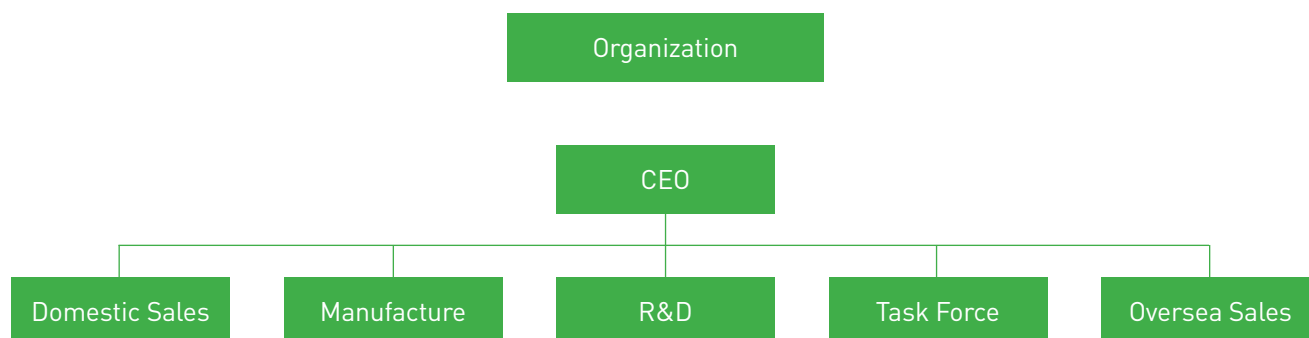 Organization
CEO
Domestic Sales
Manufacture
R&D
Task Force
Oversea Sales